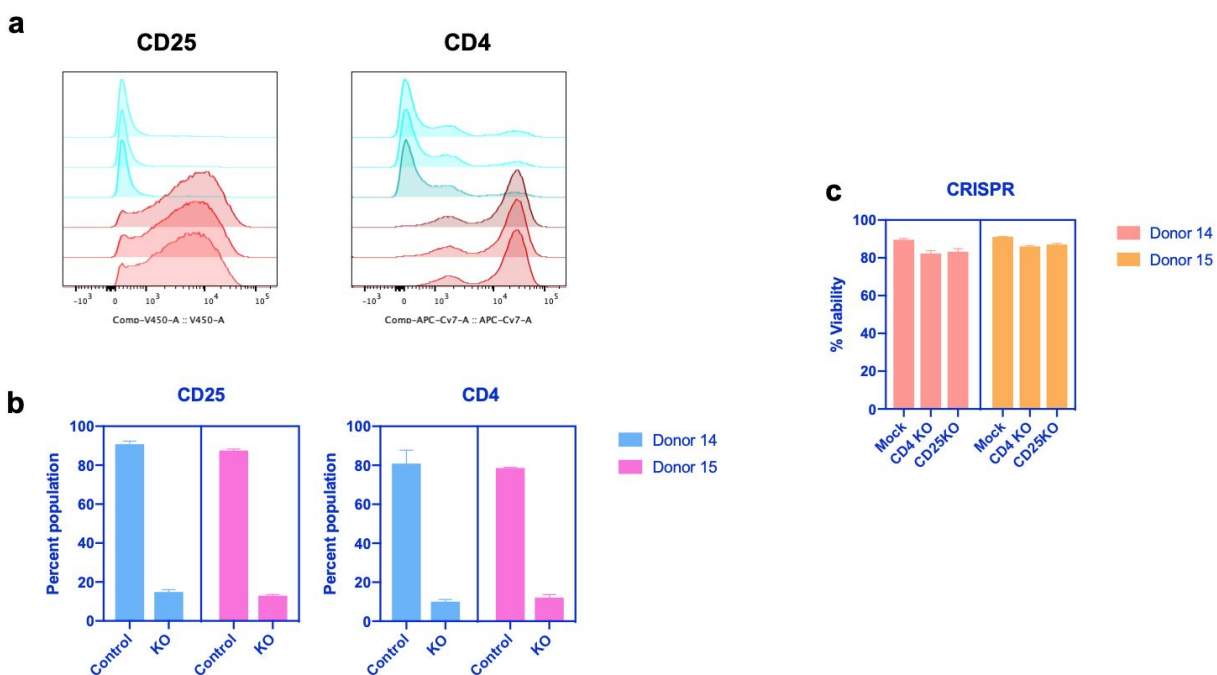 a
CD25
CD4
-10³ 0 10³ 10⁴ 10⁵
Comp-V450-A :: V450-A
-10³ 0 10³ 10⁴ 10⁵
Comp-APC-Cy7-A :: APC-Cy7-A
b
CD25
Percent population
100
80
60
40
20
0
Control KO Control KO
CD4
Percent population
100
80
60
40
20
0
Control KO Control KO
Donor 14
Donor 15
c
CRISPR
% Viability
100
80
60
40
20
0
Mock CD4 KO CD25KO Mock CD4 KO CD25KO
Donor 14
Donor 15